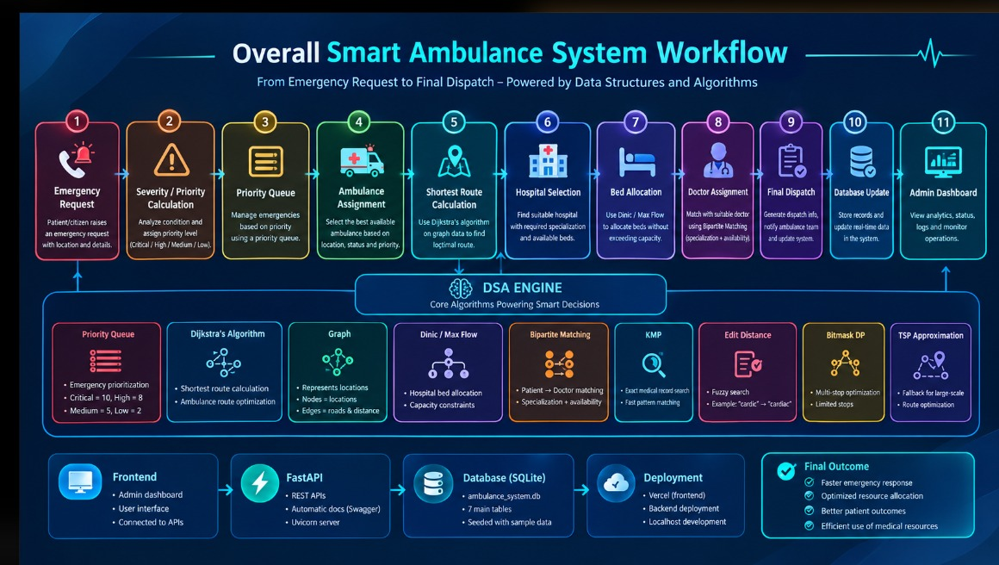 Overall Smart Ambulance System Workflow
From Emergency Request to Final Dispatch – Powered by Data Structures and Algorithms
1
Emergency
Request
Patient/citizen raises
an emergency request
with location and details.
2
Severity / Priority
Calculation
Analyze condition and
assign priority level
(Critical / High / Medium / Low).
3
Priority Queue
Manage emergencies
based on priority
using a priority queue.
4
Ambulance
Assignment
Select the best available
ambulance based on
location, status and priority.
5
Shortest Route
Calculation
Use Dijkstra's algorithm
on graph data to find
loçtimal route.
6
Hospital Selection
Find suitable hospital
with required specialization
and available beds.
7
Bed Allocation
Use Dinic / Max Flow
to allocate beds without
exceeding capacity.
8
Doctor Assignment
Match with suitable doctor
using Bipartite Matching
(specialization + availability).
9
Final Dispatch
Generate dispatch info,
notify ambulance team
and update system.
10
Database Update
Store records and
update real-time data
in the system.
11
Admin Dashboard
View analytics, status,
logs and monitor
operations.
DSA ENGINE
Core Algorithms Powering Smart Decisions
Priority Queue
• Emergency prioritization
• Critical = 10, High = 8
• Medium = 5, Low = 2
Dijkstra's Algorithm
• Shortest route calculation
• Ambulance route optimization
Graph
• Represents locations
• Nodes = locations
• Edges = roads & distance
Dinic / Max Flow
• Hospital bed allocation
• Capacity constraints
Bipartite Matching
• Patient → Doctor matching
• Specialization + availability
KMP
• Exact medical record search
• Fast pattern matching
Edit Distance
• Fuzzy search
• Example: "cardic" → "cardiac"
Bitmask DP
• Multi-stop optimization
• Limited stops
TSP Approximation
• Fallback for large-scale
• Route optimization
Frontend
• Admin dashboard
• User interface
• Connected to APIs
FastAPI
• REST APIs
• Automatic docs (Swagger)
• Uvicorn server
Database (SQLite)
• ambulance_system.db
• 7 main tables
• Seeded with sample data
Deployment
• Vercel (frontend)
• Backend deployment
• Localhost development
Final Outcome
Faster emergency response
Optimized resource allocation
Better patient outcomes
Efficient use of medical resources